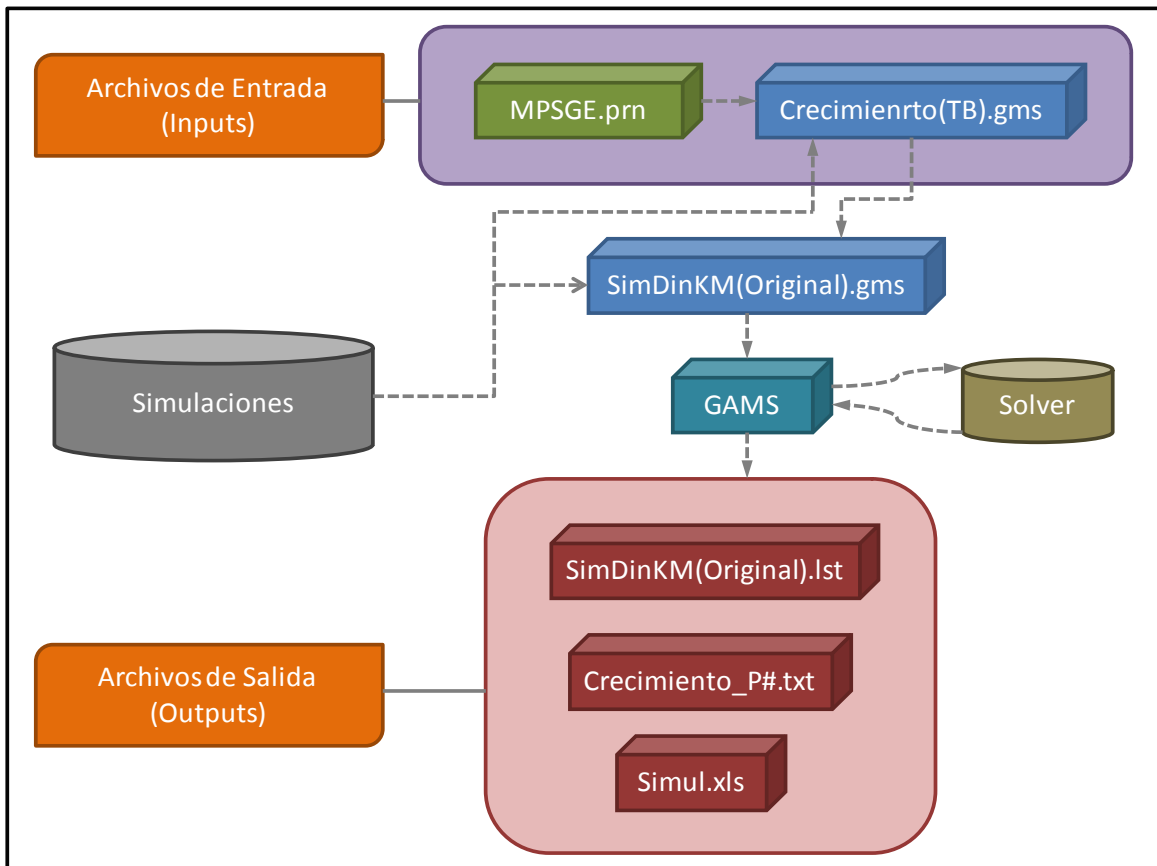 Archivos de Entrada
(Inputs)
MPSGE.prn
Crecimienrto(TB).gms
SimDinKM(Original).gms
Simulaciones
GAMS
Solver
SimDinKM(Original).lst
Archivos de Salida
(Outputs)
Crecimiento_P#.txt
Simul.xls